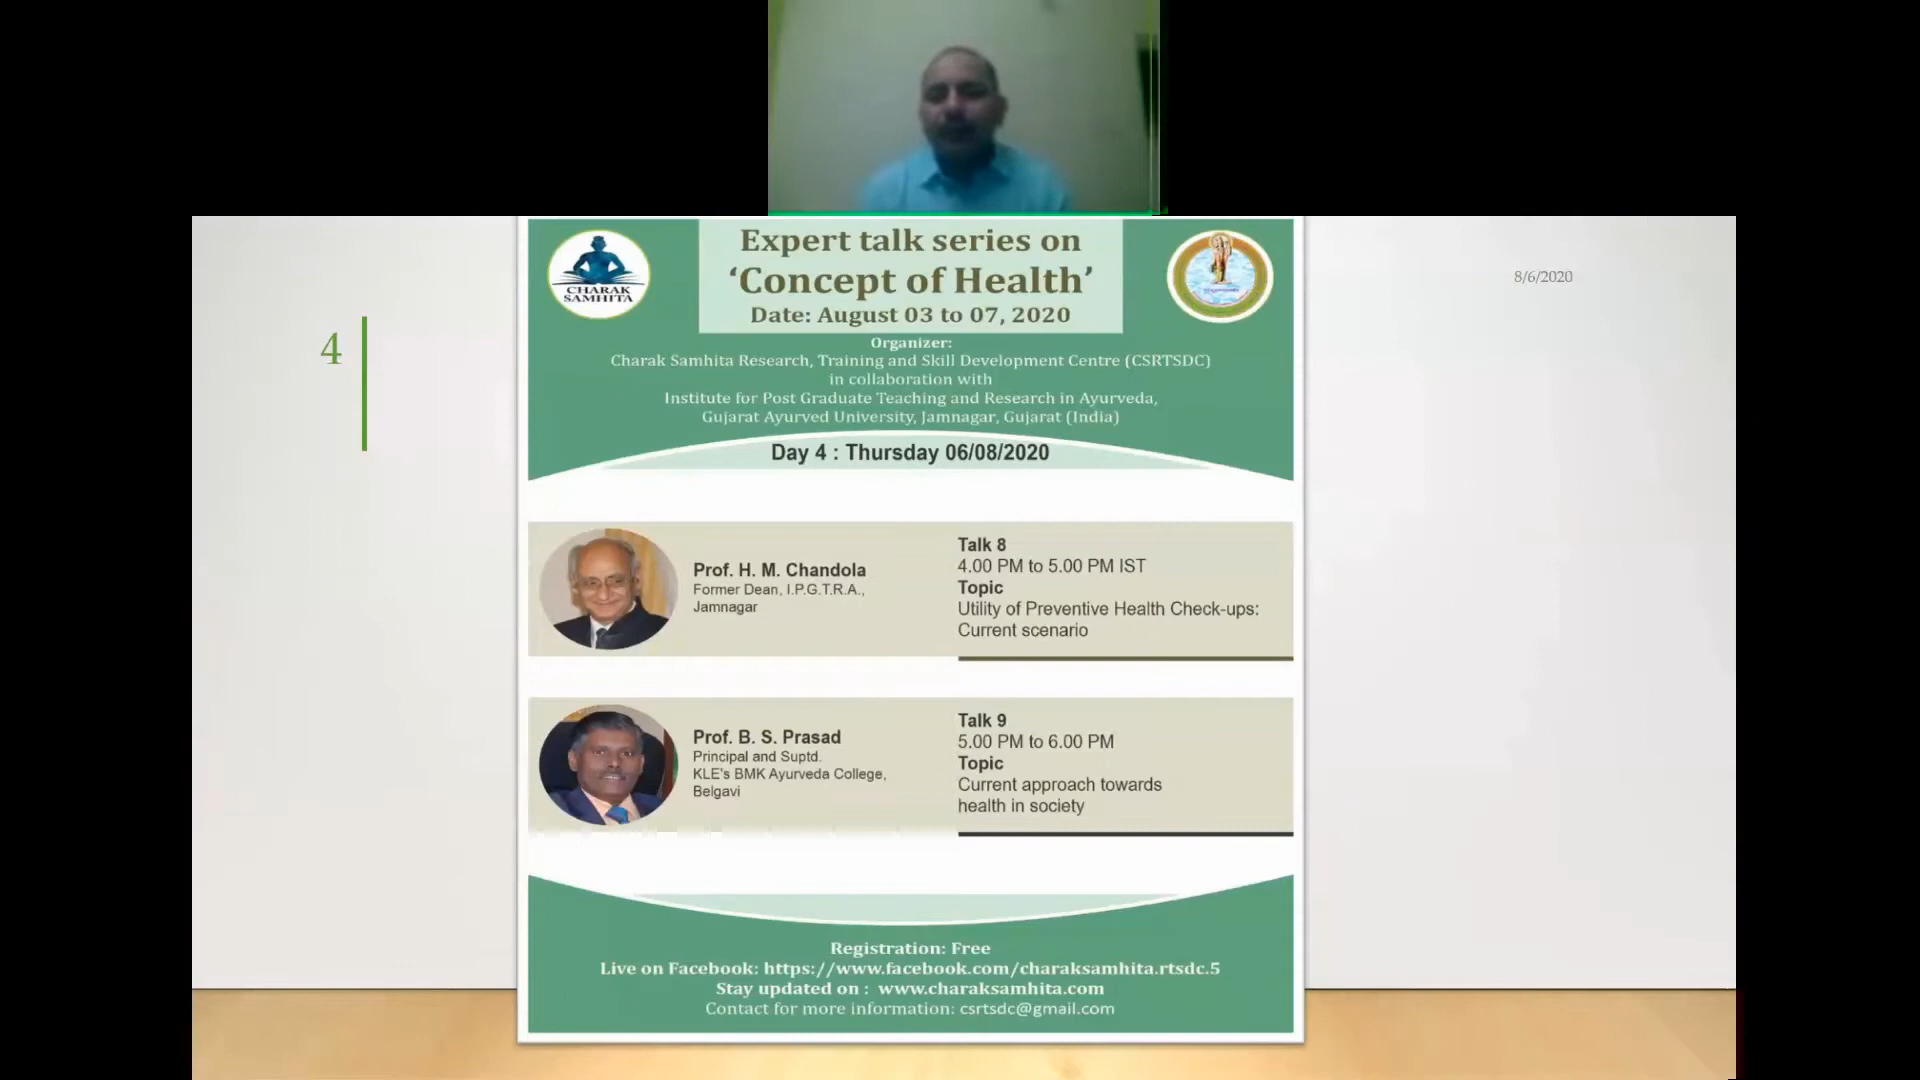 Expert talk series on
‘Concept of Health’
Date: August 03 to 07, 2020
CHARAK
SAMHITA
8/6/2020
4
Organizer:
Charak Samhita Research, Training and Skill Development Centre (CSRTSDC)
in collaboration with
Institute for Post Graduate Teaching and Research in Ayurveda,
Gujarat Ayurved University, Jamnagar, Gujarat (India)
Day 4 : Thursday 06/08/2020
Prof. H. M. Chandola
Former Dean, I.P.G.T.R.A.,
Jamnagar
Talk 8
4.00 PM to 5.00 PM IST
Topic
Utility of Preventive Health Check-ups:
Current scenario
Prof. B. S. Prasad
Principal and Suptd.
KLE's BMK Ayurveda College,
Belgavi
Talk 9
5.00 PM to 6.00 PM
Topic
Current approach towards
health in society
Registration: Free
Live on Facebook: https://www.facebook.com/charaksamhita.rtsdc.5
Stay updated on : www.charaksamhita.com
Contact for more information: csrtsdc@gmail.com